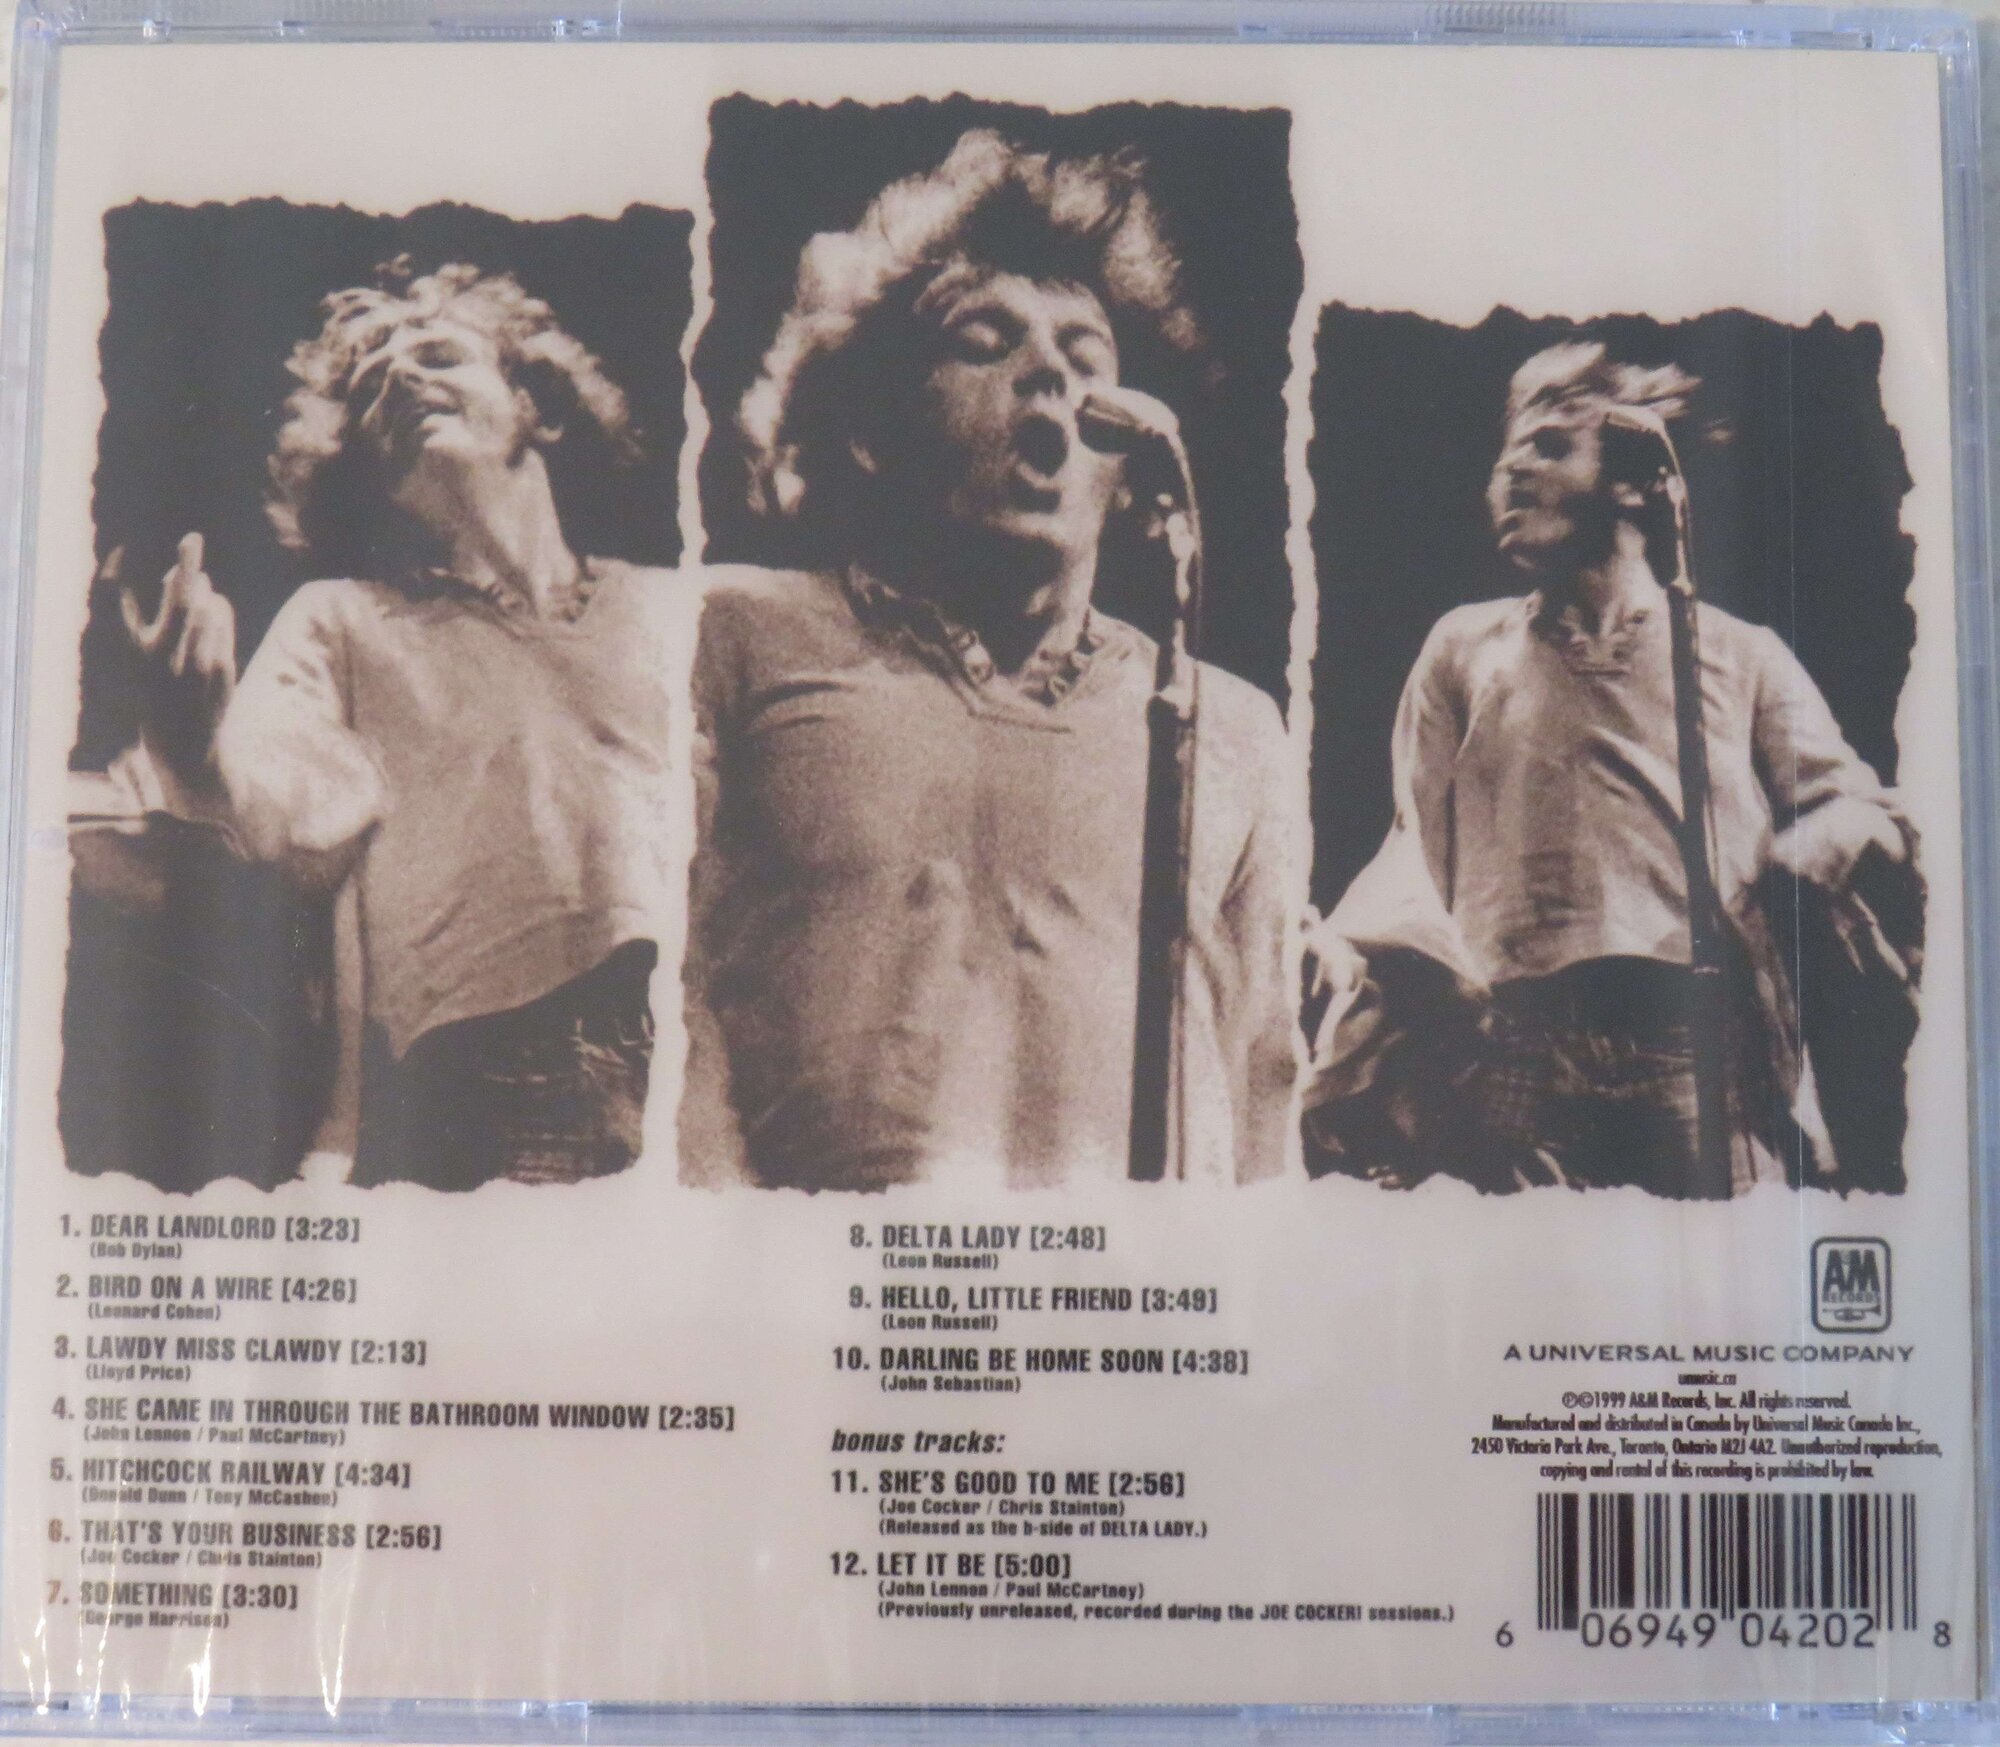 1. DEAR LANDLORD [3:23]
(Bob Dylan)
2. BIRD ON A WIRE [4:26]
(Leonard Cohen)
3. LAWDY MISS CLAWDY [2:13]
(Lloyd Price)
4. SHE CAME IN THROUGH THE BATHROOM WINDOW [2:35]
(John Lennon / Paul McCartney)
5. HITCHCOCK RAILWAY [4:34]
(Donald Dunn / Tony McCashen)
6. THAT'S YOUR BUSINESS [2:56]
(Joe Cocker / Chris Stainton)
7. SOMETHING [3:30]
(George Harrison)
8. DELTA LADY [2:48]
(Leon Russell)
9. HELLO, LITTLE FRIEND [3:49]
(Leon Russell)
10. DARLING BE HOME SOON [4:38]
(John Sebastian)
bonus tracks:
11. SHE'S GOOD TO ME [2:56]
(Joe Cocker / Chris Stainton)
(Released as the b-side of DELTA LADY.)
12. LET IT BE [5:00]
(John Lennon / Paul McCartney)
(Previously unreleased, recorded during the JOE COCKER! sessions.)
A&M
RECORDS
A UNIVERSAL MUSIC COMPANY
umusic.ca
℗©1999 A&M Records, Inc. All rights reserved.
Manufactured and distributed in Canada by Universal Music Canada Inc.,
2450 Victoria Park Ave., Toronto, Ontario M2J 4A2. Unauthorized reproduction,
copying and rental of this recording is prohibited by law.
6 06949 04202 8